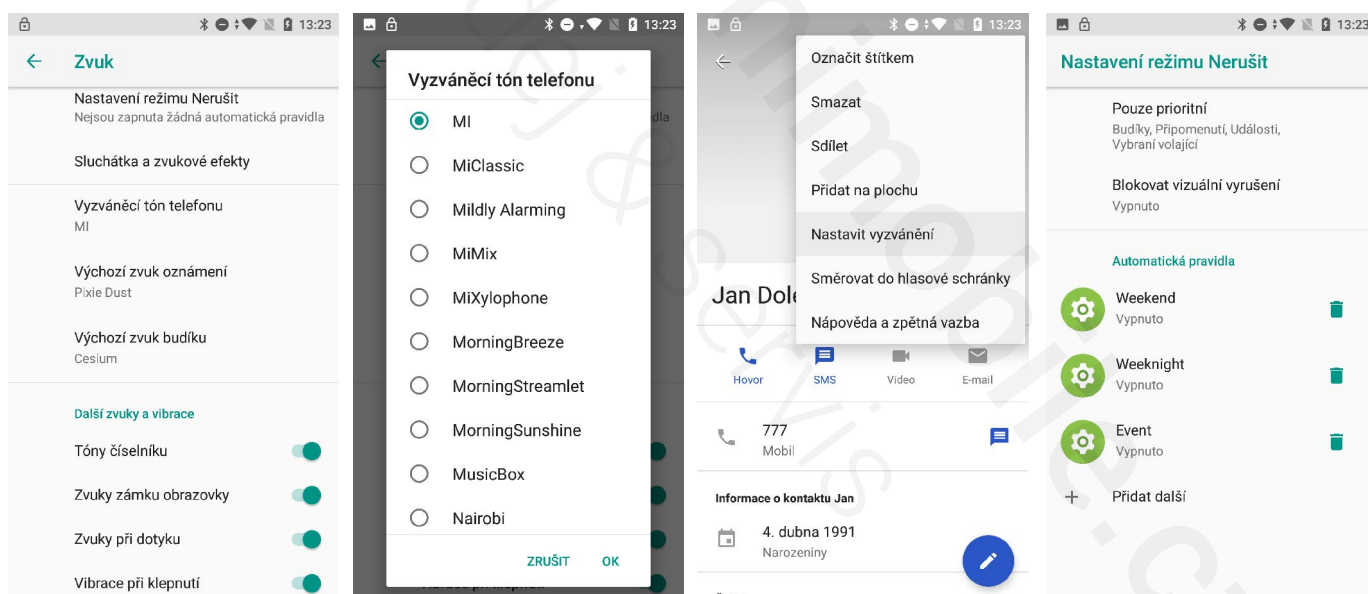 13:23
Zvuk
Nastavení režimu Nerušit
Nejsou zapnuta žádná automatická pravidla
Sluchátka a zvukové efekty
Vyzváněcí tón telefonu
MI
Výchozí zvuk oznámení
Pixie Dust
Výchozí zvuk budíku
Cesium
Další zvuky a vibrace
Tóny číselníku
Zvuky zámku obrazovky
Zvuky při dotyku
Vibrace při klepnutí
13:23
Vyzváněcí tón telefonu
MI
MiClassic
Mildly Alarming
MiMix
MiXylophone
MorningBreeze
MorningStreamlet
MorningSunshine
MusicBox
Nairobi
ZRUŠIT OK
13:23
Označit štítkem
Smazat
Sdílet
Přidat na plochu
Nastavit vyzvánění
Směrovat do hlasové schránky
Nápověda a zpětná vazba
Jan Dole
Hovor SMS Video E-mail
777
Mobil
Informace o kontaktu Jan
4. dubna 1991
Narozeniny
13:23
Nastavení režimu Nerušit
Pouze prioritní
Budíky, Připomenutí, Události,
Vybraní volající
Blokovat vizuální vyrušení
Vypnuto
Automatická pravidla
Weekend
Vypnuto
Weeknight
Vypnuto
Event
Vypnuto
Přidat další